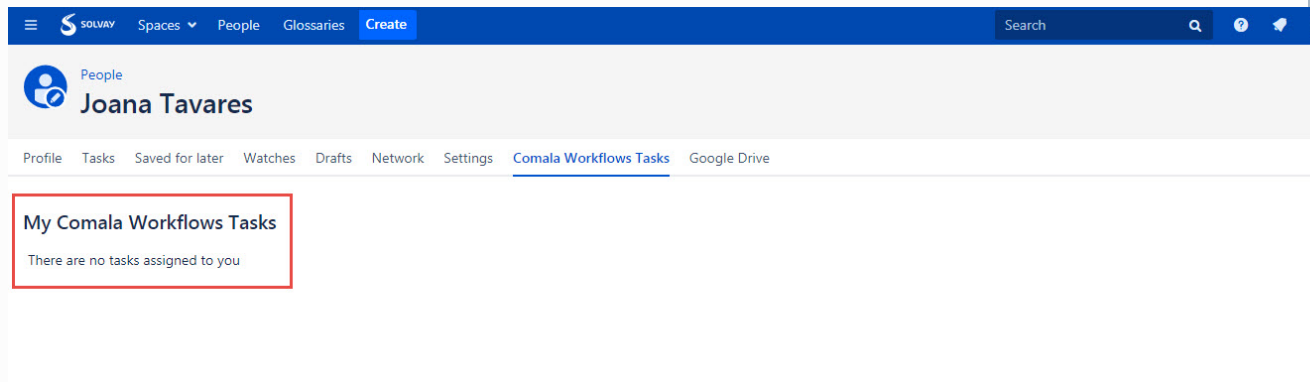 SOLVAY Spaces People Glossaries Create Search
People
Joana Tavares
Profile Tasks Saved for later Watches Drafts Network Settings Comala Workflows Tasks Google Drive
My Comala Workflows Tasks
There are no tasks assigned to you